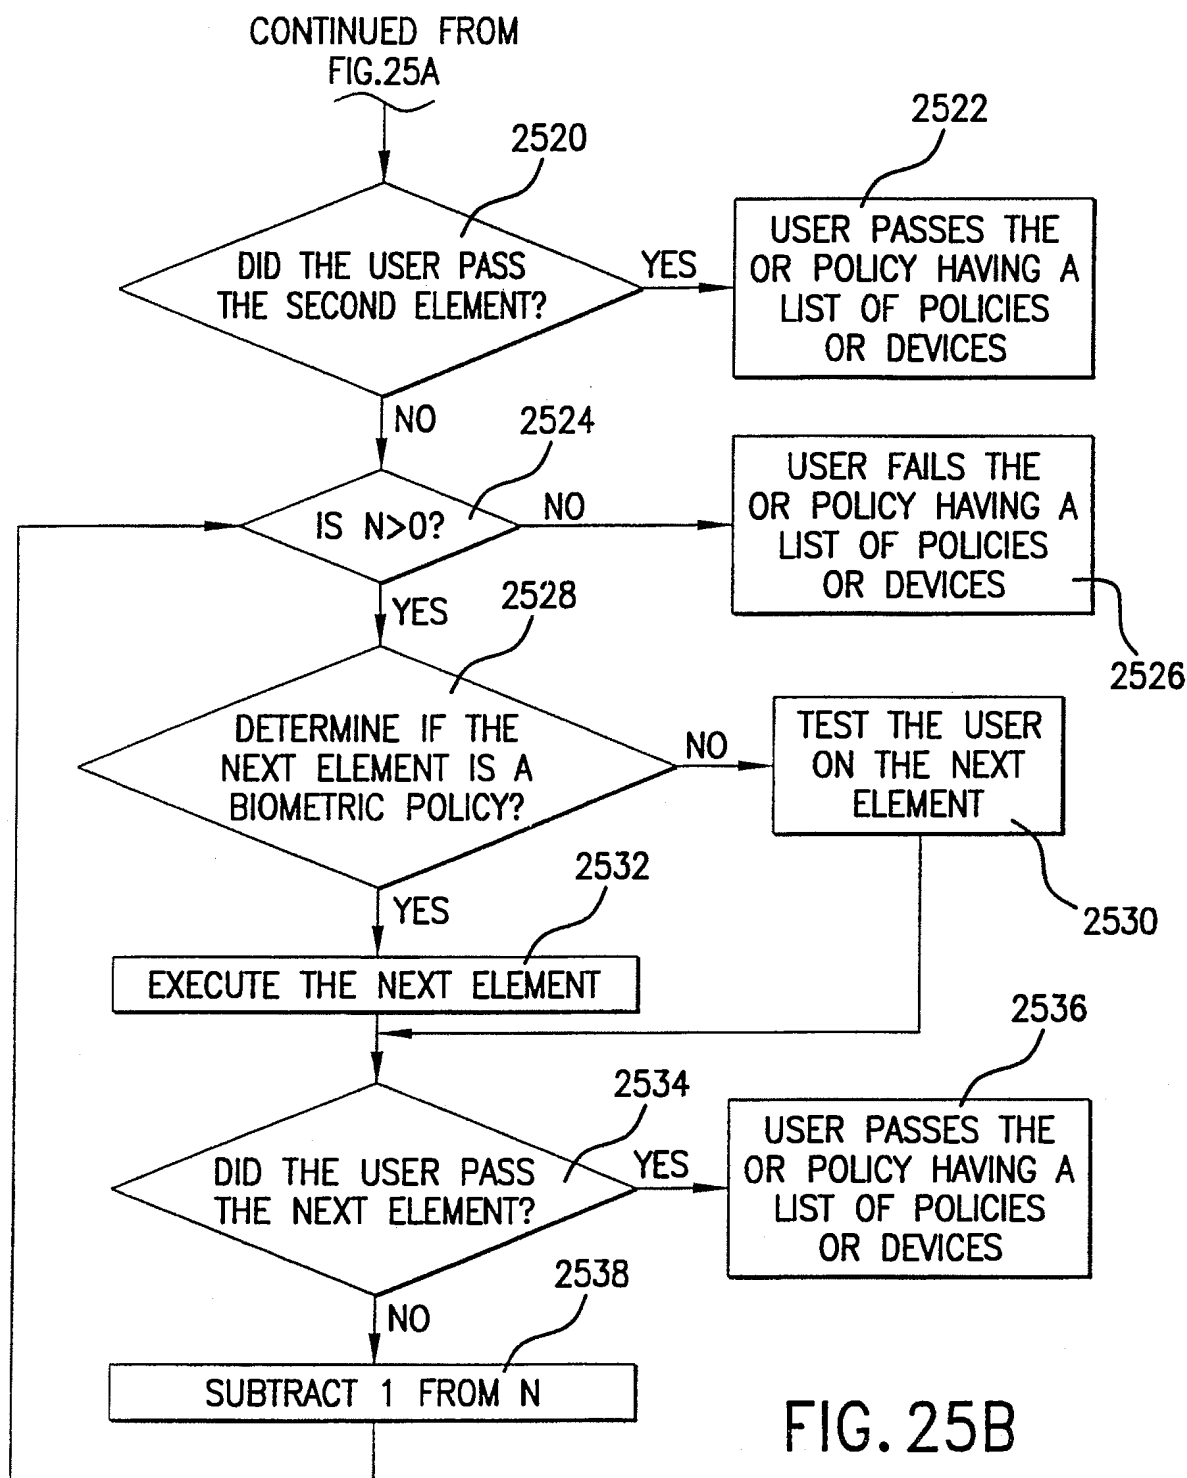 CONTINUED FROM
FIG.25A
2520
2522
DID THE USER PASS
THE SECOND ELEMENT?
YES
USER PASSES THE
OR POLICY HAVING A
LIST OF POLICIES
OR DEVICES
NO
2524
IS N>0?
NO
USER FAILS THE
OR POLICY HAVING A
LIST OF POLICIES
OR DEVICES
2526
YES
2528
DETERMINE IF THE
NEXT ELEMENT IS A
BIOMETRIC POLICY?
NO
TEST THE USER
ON THE NEXT
ELEMENT
2530
YES
2532
EXECUTE THE NEXT ELEMENT
2534
2536
DID THE USER PASS
THE NEXT ELEMENT?
YES
USER PASSES THE
OR POLICY HAVING A
LIST OF POLICIES
OR DEVICES
NO
2538
SUBTRACT 1 FROM N
FIG. 25B